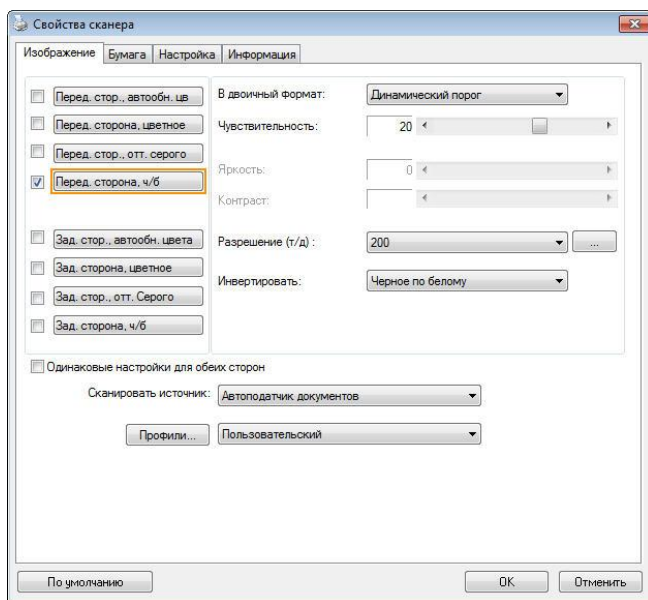 Свойства сканера
Изображение Бумага Настройка Информация
Перед. стор., автообн. цв
Перед. сторона, цветное
Перед. стор., отт. серого
Перед. сторона, ч/б
Зад. стор., автообн. цвета
Зад. сторона, цветное
Зад. стор., отт. Серого
Зад. сторона, ч/б
В двоичный формат: Динамический порог
Чувствительность: 20
Яркость: 0
Контраст:
Разрешение (т/д) : 200 ...
Инвертировать: Черное по белому
Одинаковые настройки для обеих сторон
Сканировать источник: Автоподатчик документов
Профили... Пользовательский
По умолчанию OK Отменить